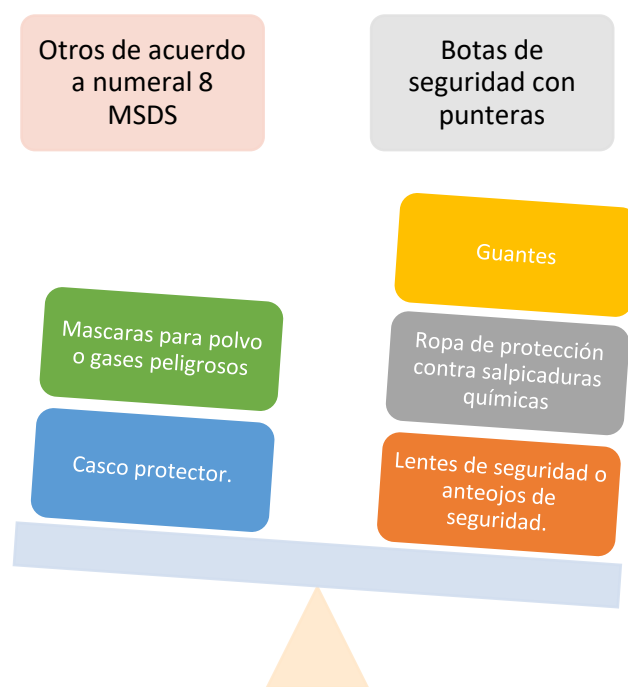 Otros de acuerdo
a numeral 8
MSDS
Botas de
seguridad con
punteras
Guantes
Mascaras para polvo
o gases peligrosos
Ropa de protección
contra salpicaduras
químicas
Casco protector.
Lentes de seguridad o
anteojos de
seguridad.